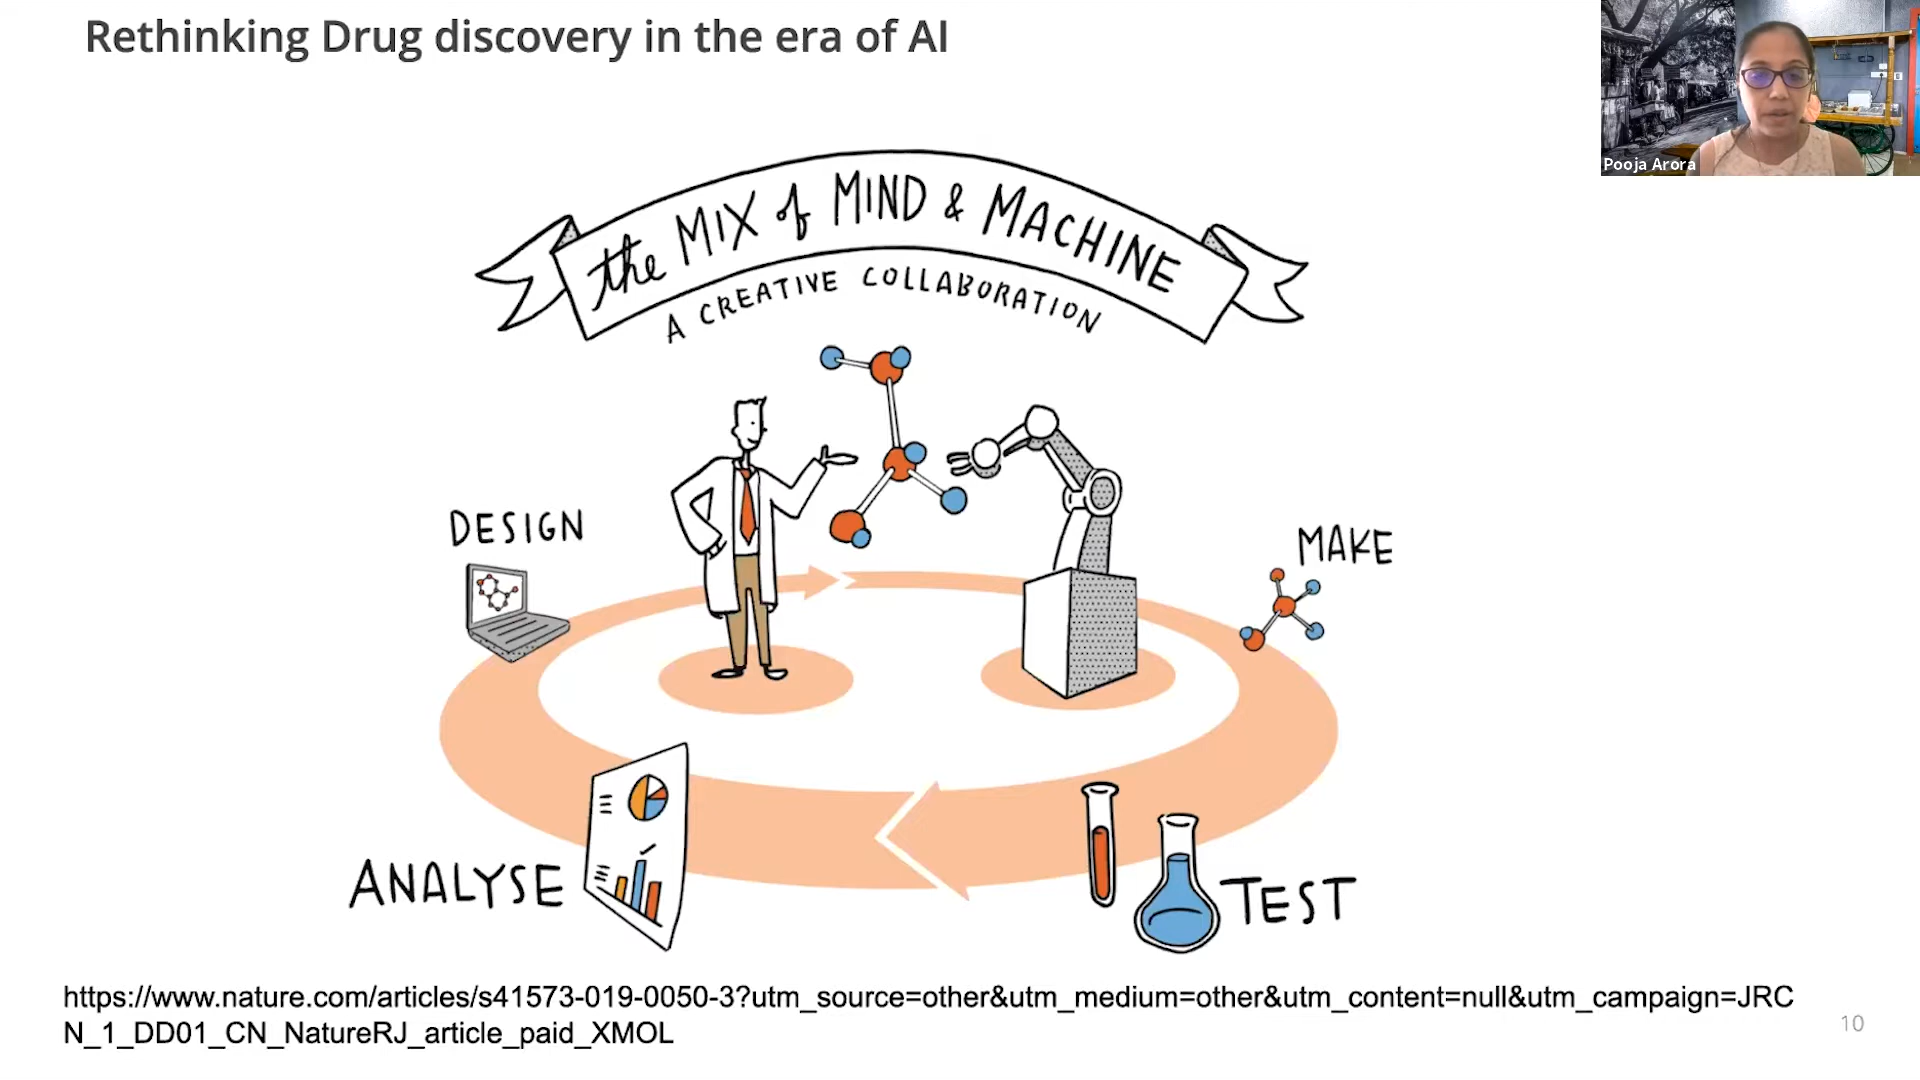 Rethinking Drug discovery in the era of AI
Pooja Arora
the MIX of MIND & MACHINE
A CREATIVE COLLABORATION
DESIGN
MAKE
ANALYSE
TEST
https://www.nature.com/articles/s41573-019-0050-3?utm_source=other&utm_medium=other&utm_content=null&utm_campaign=JRC
N_1_DD01_CN_NatureRJ_article_paid_XMOL
10